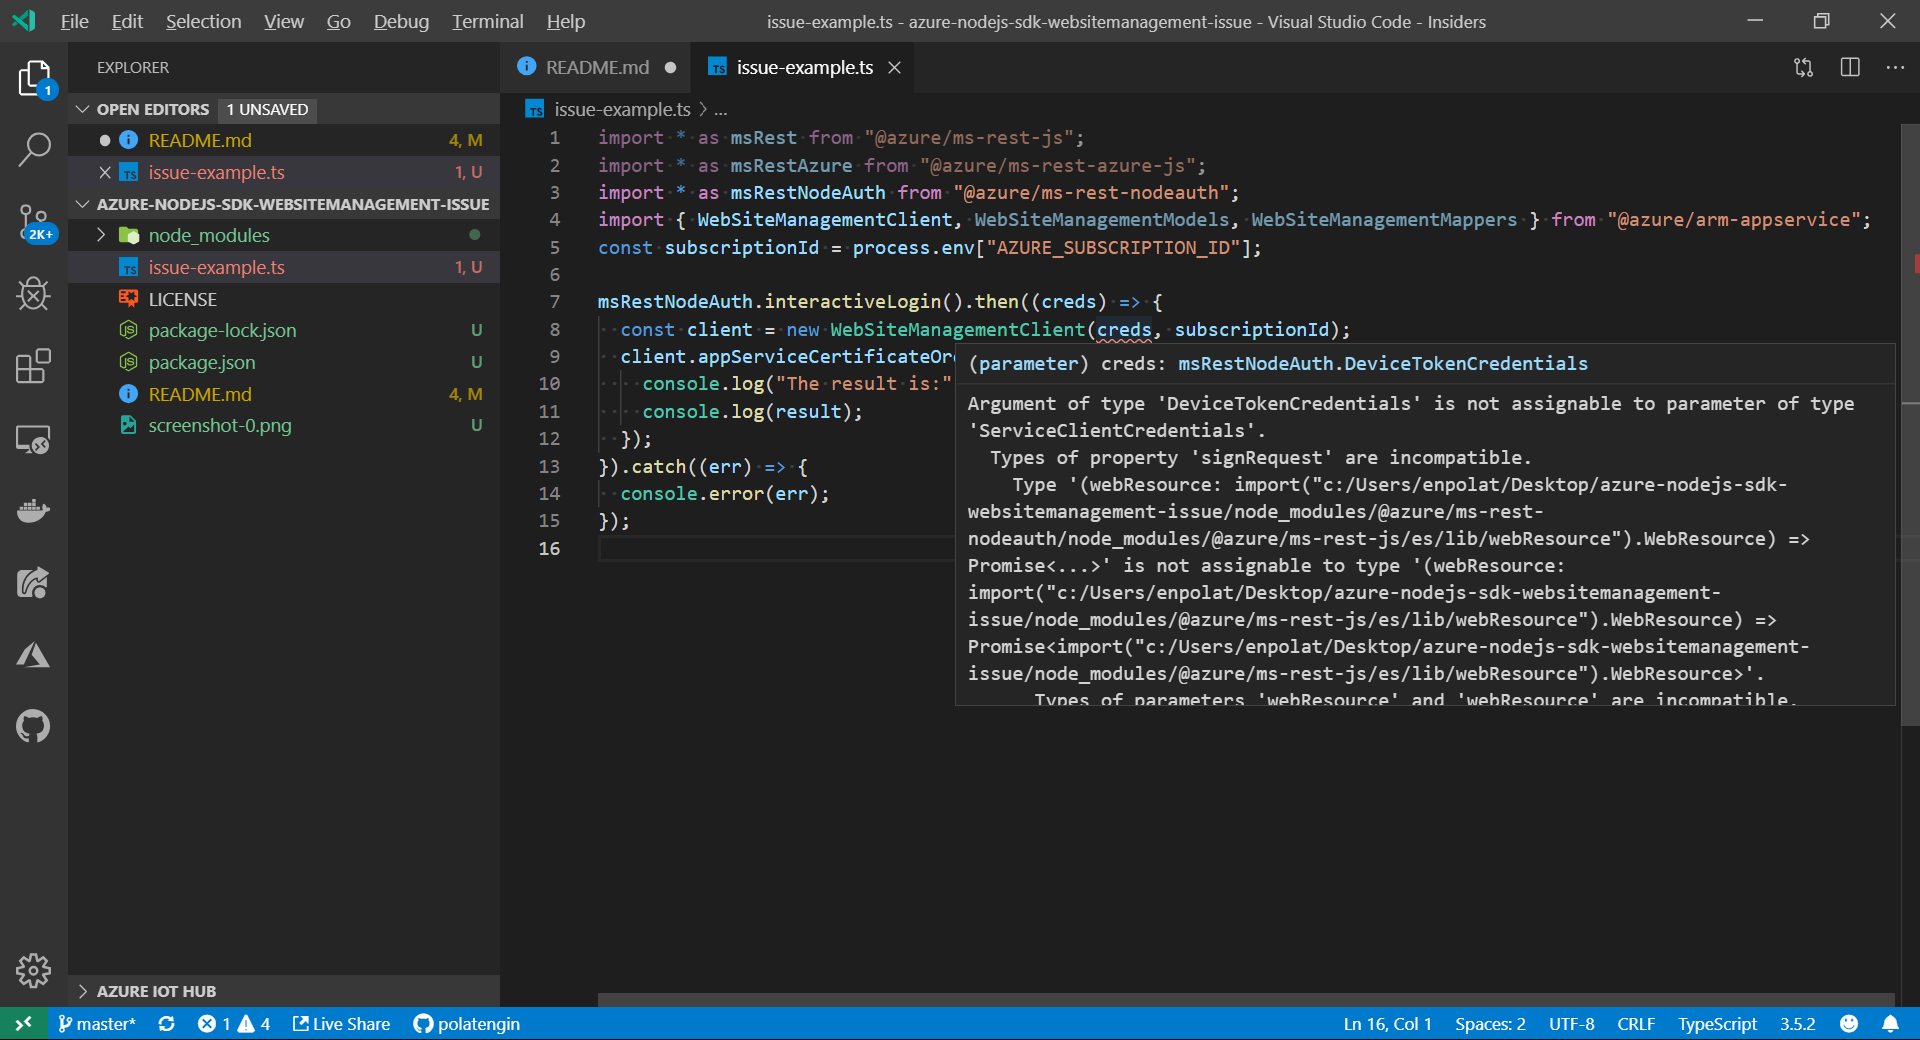 File Edit Selection View Go Debug Terminal Help
issue-example.ts - azure-nodejs-sdk-websitemanagement-issue - Visual Studio Code - Insiders
EXPLORER
OPEN EDITORS 1 UNSAVED
README.md 4, M
issue-example.ts 1, U
AZURE-NODEJS-SDK-WEBSITEMANAGEMENT-ISSUE
node_modules
issue-example.ts 1, U
LICENSE
package-lock.json U
package.json U
README.md 4, M
screenshot-0.png U
AZURE IOT HUB
1
2K+
README.md
TS issue-example.ts
TS issue-example.ts > ...
1 import * as msRest from "@azure/ms-rest-js";
2 import * as msRestAzure from "@azure/ms-rest-azure-js";
3 import * as msRestNodeAuth from "@azure/ms-rest-nodeauth";
4 import { WebSiteManagementClient, WebSiteManagementModels, WebSiteManagementMappers } from "@azure/arm-appservice";
5 const subscriptionId = process.env["AZURE_SUBSCRIPTION_ID"];
6
7 msRestNodeAuth.interactiveLogin().then((creds) => {
8 const client = new WebSiteManagementClient(creds, subscriptionId);
9 client.appServiceCertificateOr
10 console.log("The result is:"
11 console.log(result);
12 });
13 }).catch((err) => {
14 console.error(err);
15 });
16
(parameter) creds: msRestNodeAuth.DeviceTokenCredentials
Argument of type 'DeviceTokenCredentials' is not assignable to parameter of type
'ServiceClientCredentials'.
Types of property 'signRequest' are incompatible.
Type '(webResource: import("c:/Users/enpolat/Desktop/azure-nodejs-sdk-
websitemanagement-issue/node_modules/@azure/ms-rest-
nodeauth/node_modules/@azure/ms-rest-js/es/lib/webResource").WebResource) =>
Promise<...>' is not assignable to type '(webResource:
import("c:/Users/enpolat/Desktop/azure-nodejs-sdk-websitemanagement-
issue/node_modules/@azure/ms-rest-js/es/lib/webResource").WebResource) =>
Promise<import("c:/Users/enpolat/Desktop/azure-nodejs-sdk-websitemanagement-
issue/node_modules/@azure/ms-rest-js/es/lib/webResource").WebResource>'.
Types of parameters 'webResource' and 'webResource' are incompatible.
master* 1 4 Live Share polatengin
Ln 16, Col 1 Spaces: 2 UTF-8 CRLF TypeScript 3.5.2